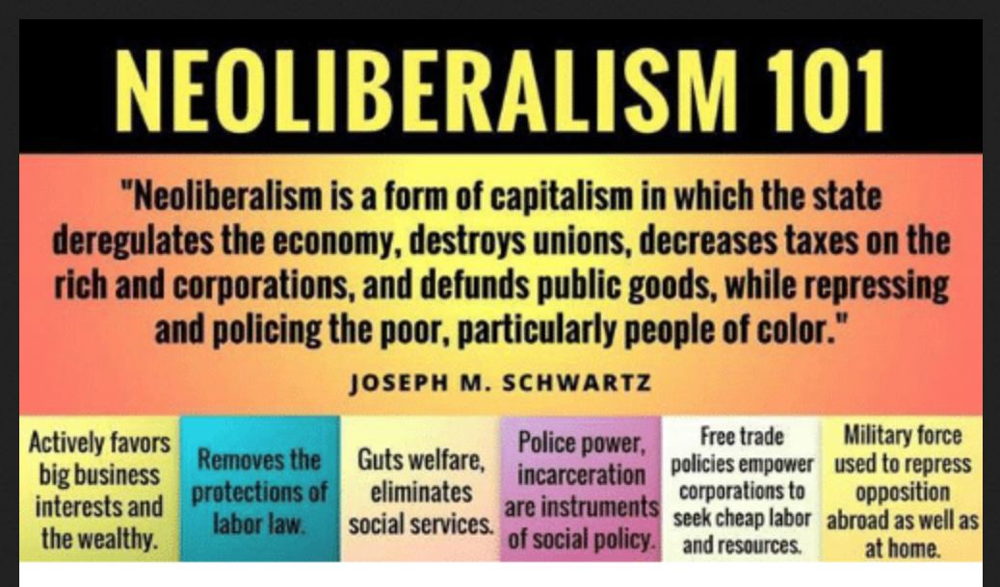 NEOLIBERALISM 101
"Neoliberalism is a form of capitalism in which the state
deregulates the economy, destroys unions, decreases taxes on the
rich and corporations, and defunds public goods, while repressing
and policing the poor, particularly people of color."
JOSEPH M. SCHWARTZ
Actively favors
big business
interests and
the wealthy.
Removes the
protections of
labor law.
Guts welfare,
eliminates
social services.
Police power,
incarceration
are instruments
of social policy.
Free trade
policies empower
corporations to
seek cheap labor
and resources.
Military force
used to repress
opposition
abroad as well as
at home.